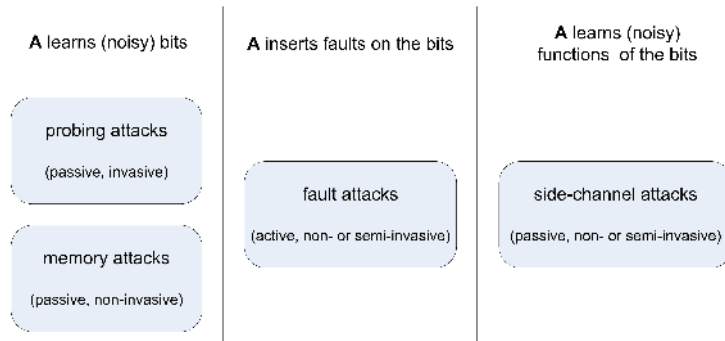 A learns (noisy) bits
probing attacks
(passive, invasive)
memory attacks
(passive, non-invasive)
A inserts faults on the bits
fault attacks
(active, non- or semi-invasive)
A learns (noisy)
functions of the bits
side-channel attacks
(passive, non- or semi-invasive)